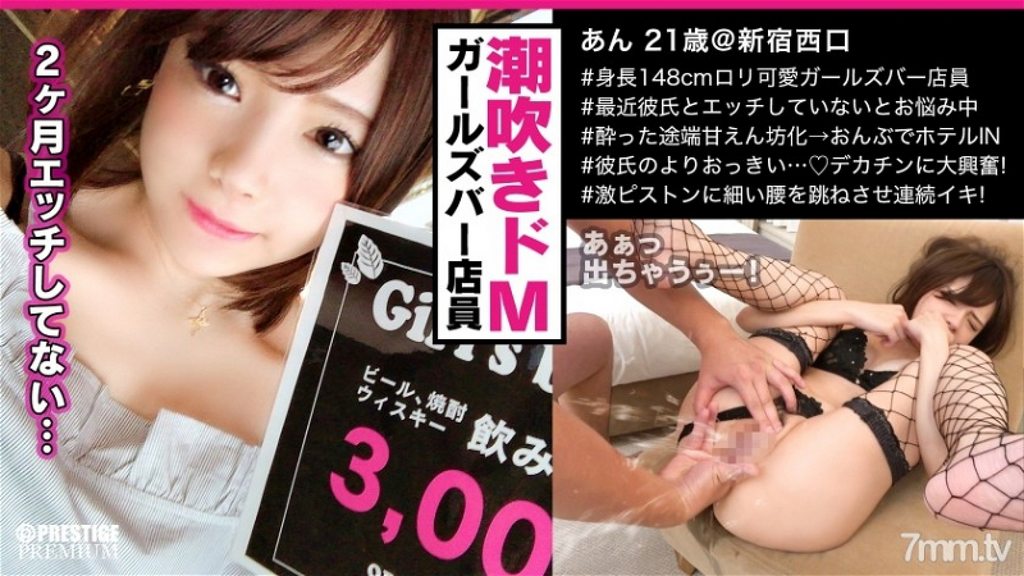 2ヶ月エッチしてない…
潮吹きドM
ガールズバー店員
あん 21歳@新宿西口
#身長148cmロリ可愛ガールズバー店員
#最近彼氏とエッチしていないとお悩み中
#酔った途端甘えん坊化→おんぶでホテルIN
#彼氏のよりおっきい…♡デカチンに大興奮!
#激ピストンに細い腰を跳ねさせ連続イキ!
あぁっ
出ちゃうぅー!
ビール、焼酎
ウィスキー
飲み
3,00
@PRESTIGE
PREMIUM
7mm.tv